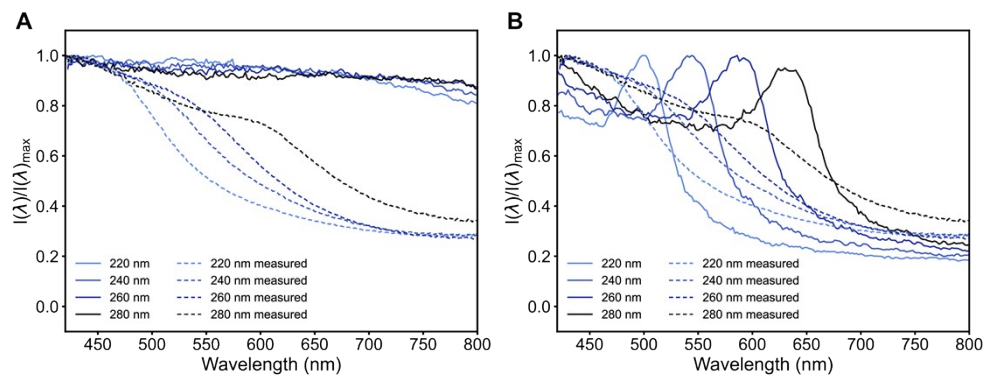 A
I(λ)/I(λ)max
1.0
0.8
0.6
0.4
0.2
0.0
220 nm
240 nm
260 nm
280 nm
220 nm measured
240 nm measured
260 nm measured
280 nm measured
450 500 550 600 650 700 750 800
Wavelength (nm)
B
I(λ)/I(λ)max
1.0
0.8
0.6
0.4
0.2
0.0
220 nm
240 nm
260 nm
280 nm
220 nm measured
240 nm measured
260 nm measured
280 nm measured
450 500 550 600 650 700 750 800
Wavelength (nm)